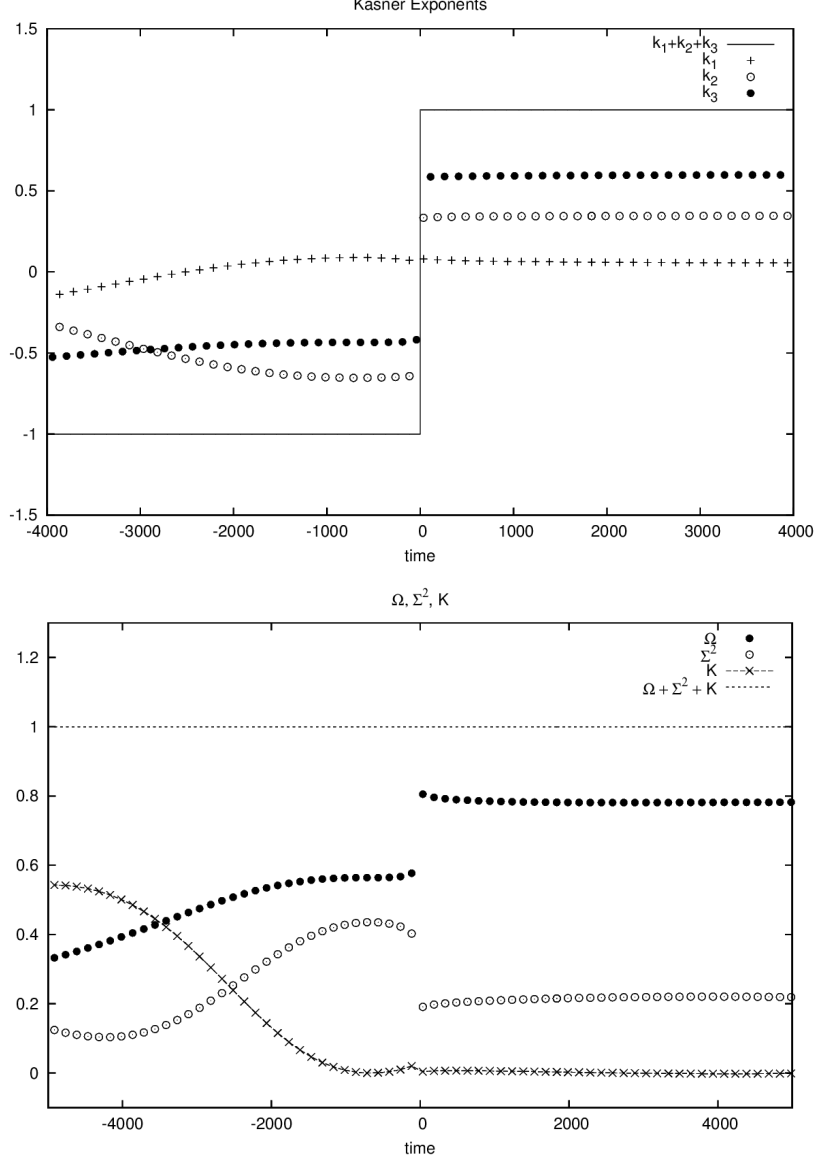 Kasner Exponents
1.5
1
0.5
0
-0.5
-1
-1.5
k1+k2+k3
k1
k2
k3
-4000 -3000 -2000 -1000 0 1000 2000 3000 4000
time
Ω, Σ², K
1.2
1
0.8
0.6
0.4
0.2
0
Ω
Σ²
K
Ω + Σ² + K
-4000 -2000 0 2000 4000
time